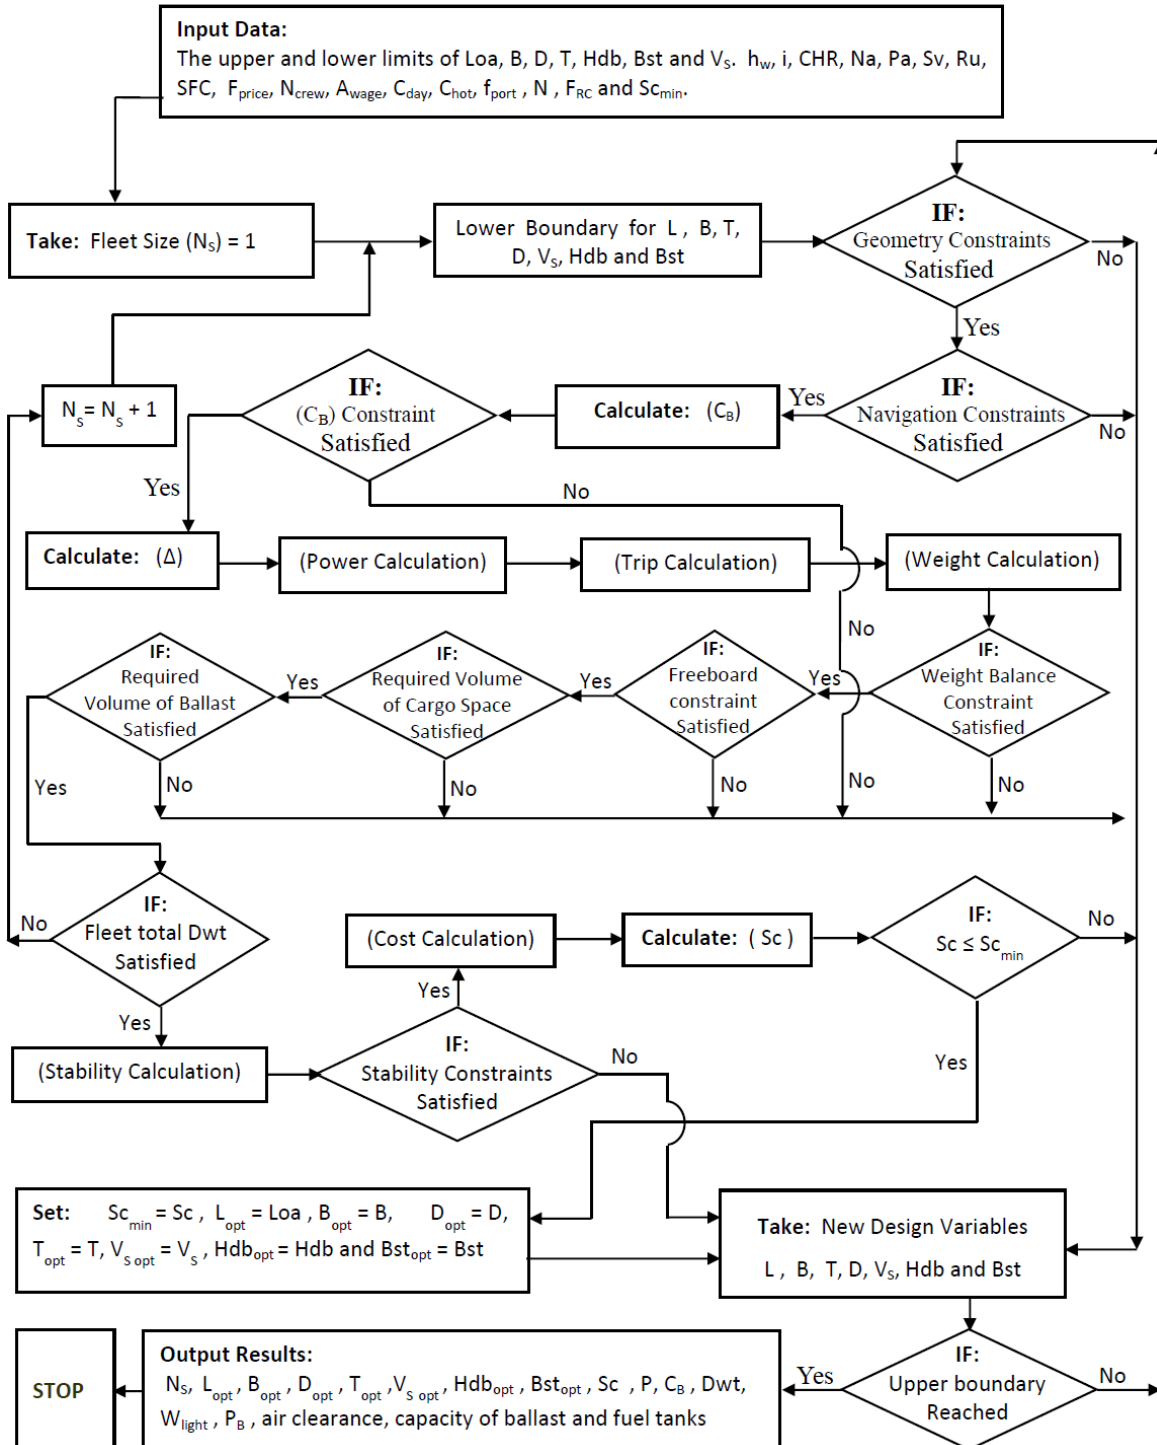 Input Data:
The upper and lower limits of Loa, B, D, T, Hdb, Bst and Vs. hw, i, CHR, Na, Pa, Sv, Ru,
SFC, Fprice, Ncrew, Awage, Cday, Chot, fport , N , FRC and Scmin.
Take: Fleet Size (NS) = 1
Lower Boundary for L , B, T,
D, VS, Hdb and Bst
IF:
Geometry Constraints
Satisfied
No
Yes
NS= NS + 1
IF:
(CB) Constraint
Satisfied
Calculate: (CB)
Yes
IF:
Navigation Constraints
Satisfied
No
Yes
No
Calculate: (Δ)
(Power Calculation)
(Trip Calculation)
(Weight Calculation)
No
IF:
Required
Volume of Ballast
Satisfied
Yes
IF:
Required Volume
of Cargo Space
Satisfied
Yes
IF:
Freeboard
constraint
Satisfied
Yes
IF:
Weight Balance
Constraint
Satisfied
Yes
No
No
No
No
No
IF:
Fleet total Dwt
Satisfied
No
Yes
(Cost Calculation)
Calculate: ( Sc )
IF:
Sc ≤ Scmin
No
Yes
Yes
(Stability Calculation)
IF:
Stability Constraints
Satisfied
No
Set: Scmin = Sc , Lopt = Loa , Bopt = B, Dopt = D,
Topt = T, VS opt = VS , Hdbopt = Hdb and Bstopt = Bst
Take: New Design Variables
L , B, T, D, VS, Hdb and Bst
STOP
Output Results:
NS, Lopt , Bopt , Dopt , Topt ,VS opt , Hdbopt , Bstopt , Sc , P, CB , Dwt,
Wlight , PB , air clearance, capacity of ballast and fuel tanks
Yes
IF:
Upper boundary
Reached
No